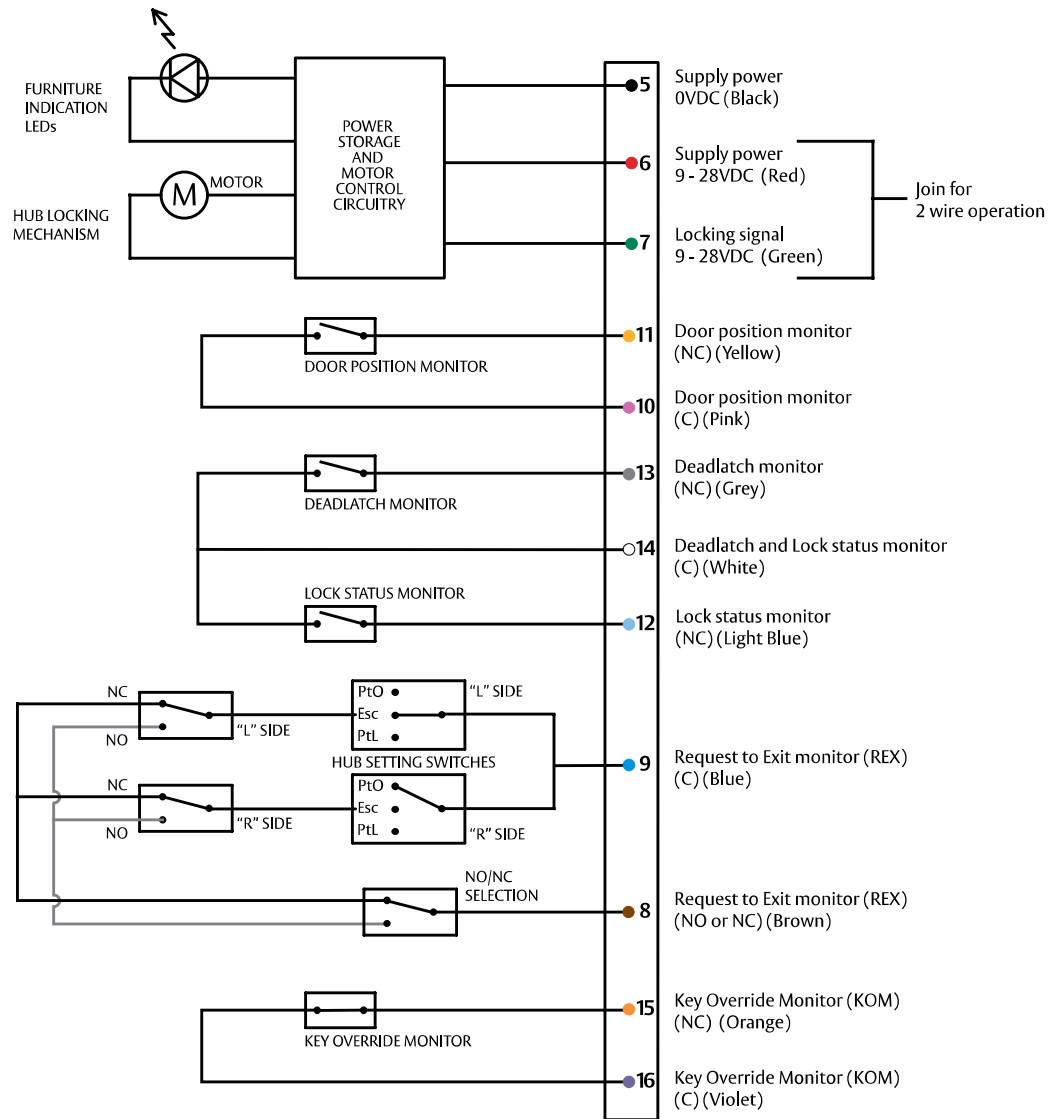 FURNITURE
INDICATION
LEDs
M
MOTOR
HUB LOCKING
MECHANISM
POWER
STORAGE
AND
MOTOR
CONTROL
CIRCUITRY
5
Supply power
0VDC (Black)
6
Supply power
9 - 28VDC (Red)
7
Locking signal
9 - 28VDC (Green)
Join for
2 wire operation
DOOR POSITION MONITOR
11
Door position monitor
(NC) (Yellow)
10
Door position monitor
(C) (Pink)
DEADLATCH MONITOR
13
Deadlatch monitor
(NC) (Grey)
14
Deadlatch and Lock status monitor
(C) (White)
LOCK STATUS MONITOR
12
Lock status monitor
(NC) (Light Blue)
NC
NO
"L" SIDE
PtO
Esc
PtL
"L" SIDE
HUB SETTING SWITCHES
NC
NO
"R" SIDE
PtO
Esc
PtL
"R" SIDE
9
Request to Exit monitor (REX)
(C) (Blue)
NO/NC
SELECTION
8
Request to Exit monitor (REX)
(NO or NC) (Brown)
KEY OVERRIDE MONITOR
15
Key Override Monitor (KOM)
(NC) (Orange)
16
Key Override Monitor (KOM)
(C) (Violet)